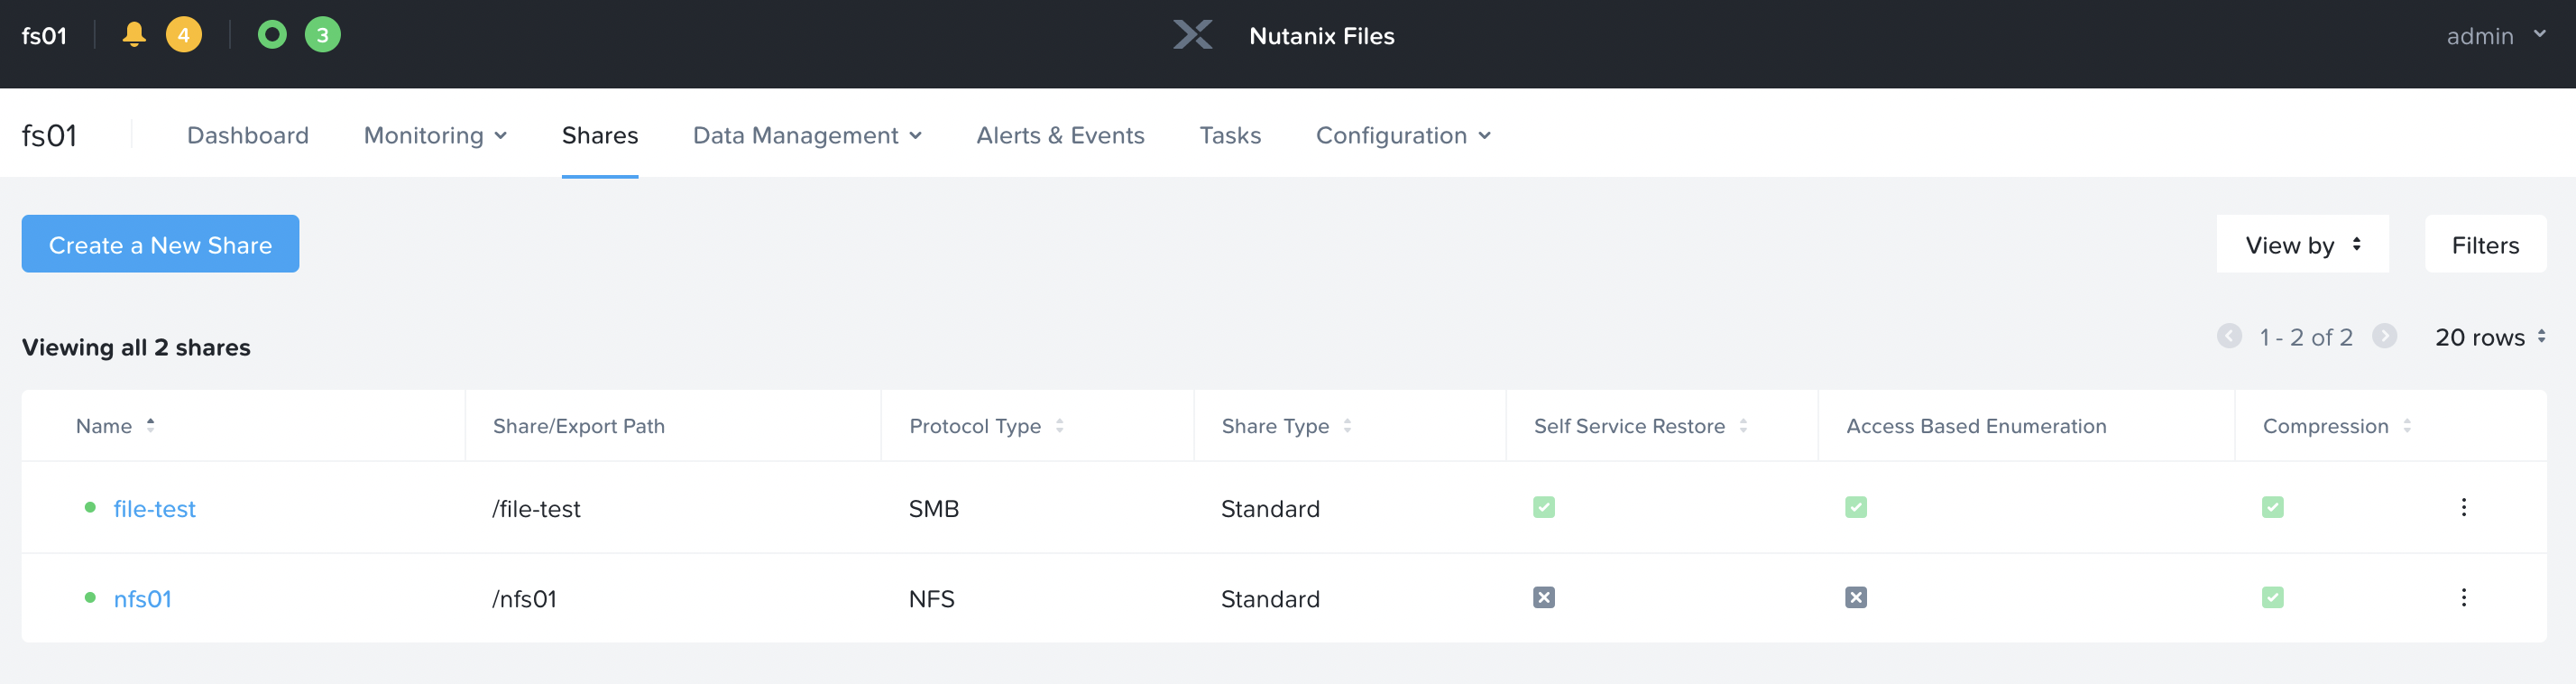 fs01 4 3 Nutanix Files admin
fs01 Dashboard Monitoring Shares Data Management Alerts & Events Tasks Configuration
Create a New Share View by Filters
Viewing all 2 shares 1 - 2 of 2 20 rows
Name Share/Export Path Protocol Type Share Type Self Service Restore Access Based Enumeration Compression
file-test /file-test SMB Standard
nfs01 /nfs01 NFS Standard